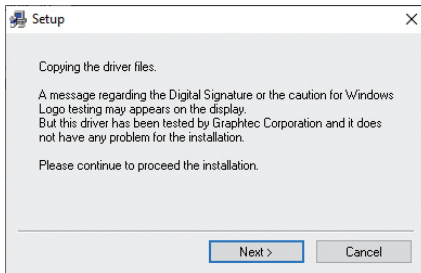 Setup
Copying the driver files.
A message regarding the Digital Signature or the caution for Windows
Logo testing may appears on the display.
But this driver has been tested by Graphtec Corporation and it does
not have any problem for the installation.
Please continue to proceed the installation.
Next >
Cancel